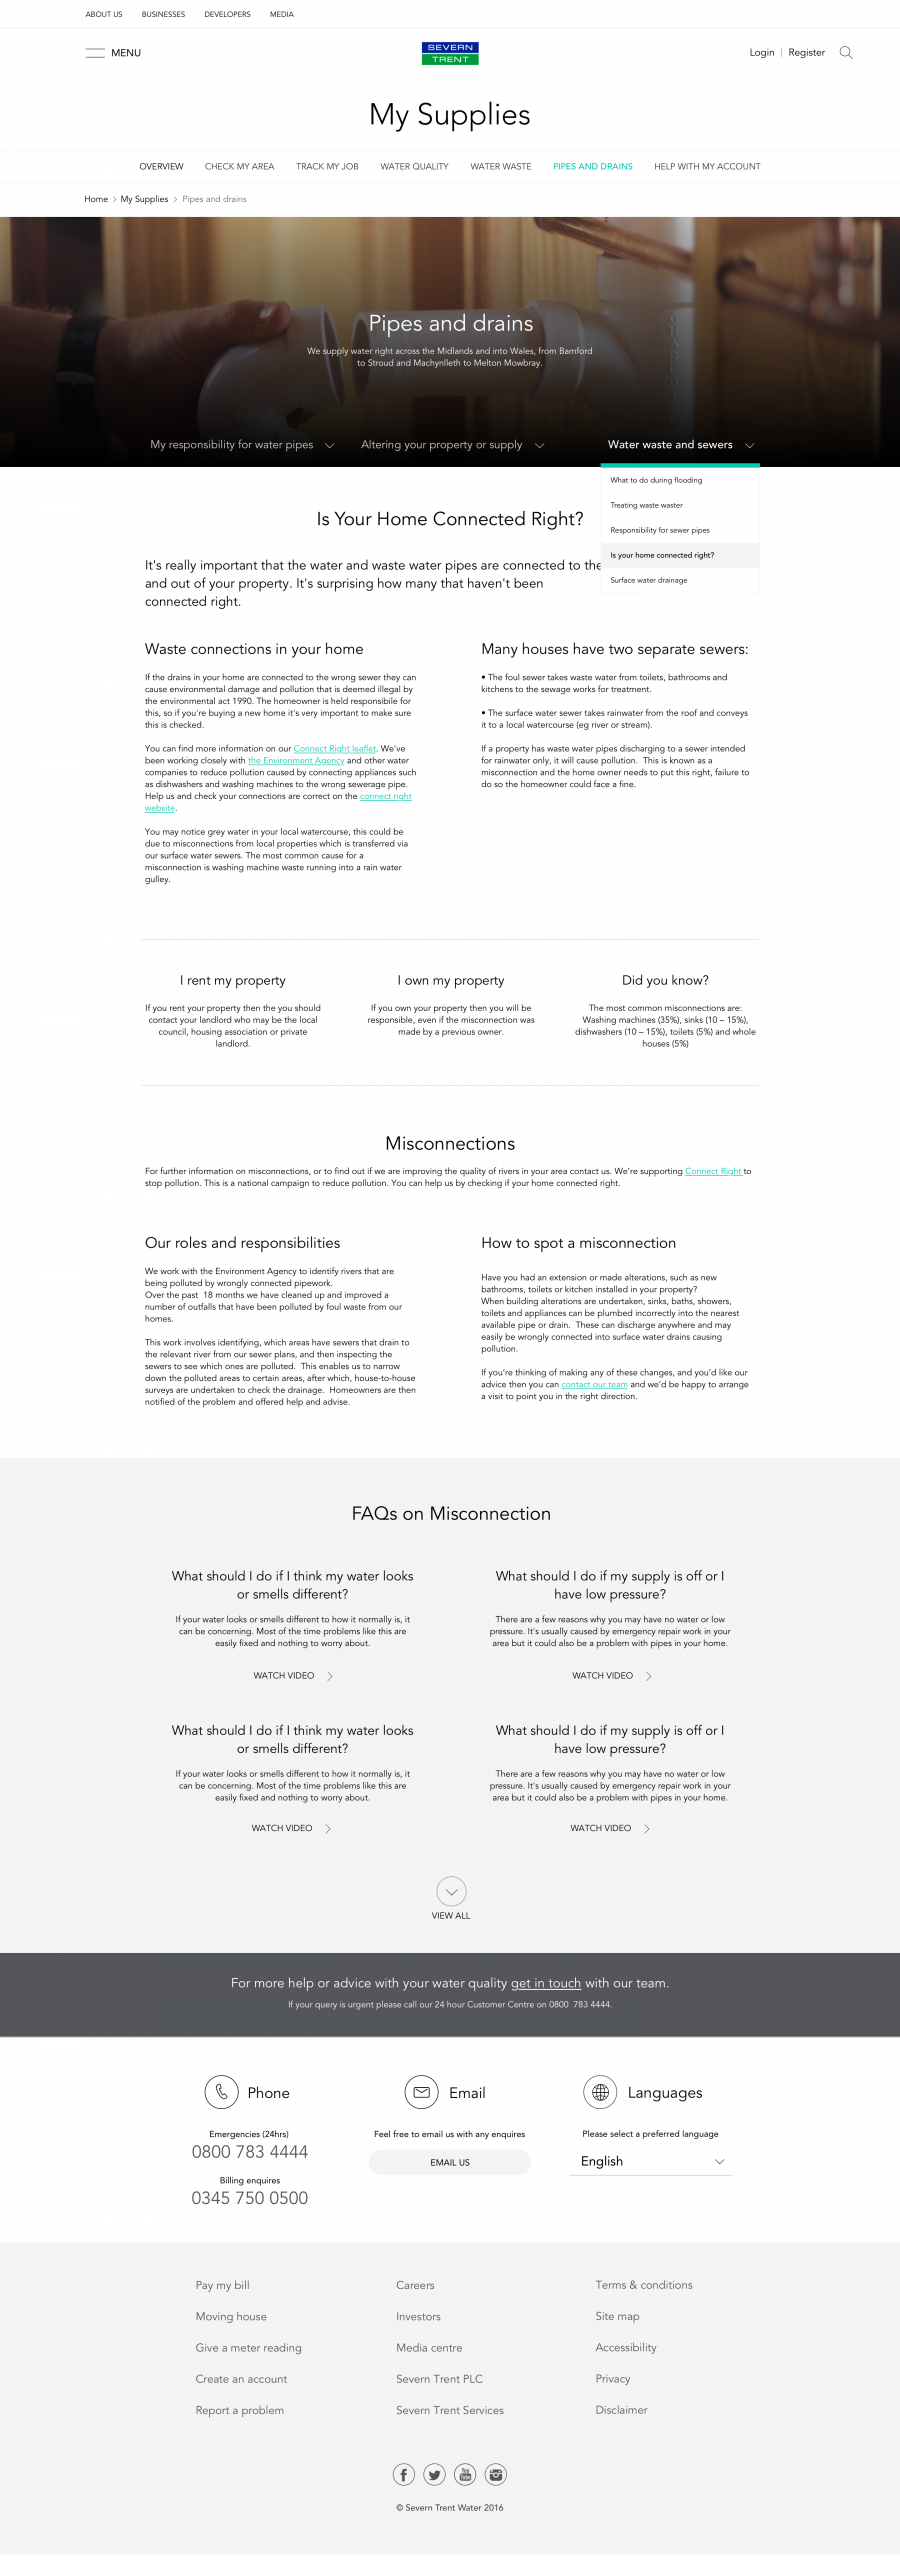 ABOUT US BUSINESSES DEVELOPERS MEDIA
MENU
SEVERN
TRENT
Login | Register
My Supplies
OVERVIEW CHECK MY AREA TRACK MY JOB WATER QUALITY WATER WASTE PIPES AND DRAINS HELP WITH MY ACCOUNT
Home > My Supplies > Pipes and drains
Pipes and drains
We supply water right across the Midlands and into Wales, from Bamford
to Stroud and Machynlleth to Melton Mowbray.
My responsibility for water pipes Altering your property or supply Water waste and sewers
What to do during flooding
Treating waste waster
Responsibility for sewer pipes
Is your home connected right?
Surface water drainage
Is Your Home Connected Right?
It's really important that the water and waste water pipes are connected to the
and out of your property. It's surprising how many that haven't been
connected right.
Waste connections in your home
If the drains in your home are connected to the wrong sewer they can
cause environmental damage and pollution that is deemed illegal by
the environmental act 1990. The homeowner is held responsibile for
this, so if you're buying a new home it's very important to make sure
this is checked.
You can find more information on our Connect Right leaflet. We've
been working closely with the Environment Agency and other water
companies to reduce pollution caused by connecting appliances such
as dishwashers and washing machines to the wrong sewerage pipe.
Help us and check your connections are correct on the connect right
website.
You may notice grey water in your local watercourse, this could be
due to misconnections from local properties which is transferred via
our surface water sewers. The most common cause for a
misconnection is washing machine waste running into a rain water
gulley.
Many houses have two separate sewers:
• The foul sewer takes waste water from toilets, bathrooms and
kitchens to the sewage works for treatment.
• The surface water sewer takes rainwater from the roof and conveys
it to a local watercourse (eg river or stream).
If a property has waste water pipes discharging to a sewer intended
for rainwater only, it will cause pollution. This is known as a
misconnection and the home owner needs to put this right, failure to
do so the homeowner could face a fine.
I rent my property
If you rent your property then the you should
contact your landlord who may be the local
council, housing association or private
landlord.
I own my property
If you own your property then you will be
responsible, even if the misconnection was
made by a previous owner.
Did you know?
The most common misconnections are:
Washing machines (35%), sinks (10 – 15%),
dishwashers (10 – 15%), toilets (5%) and whole
houses (5%)
Misconnections
For further information on misconnections, or to find out if we are improving the quality of rivers in your area contact us. We're supporting Connect Right to
stop pollution. This is a national campaign to reduce pollution. You can help us by checking if your home connected right.
Our roles and responsibilities
We work with the Environment Agency to identify rivers that are
being polluted by wrongly connected pipework.
Over the past 18 months we have cleaned up and improved a
number of outfalls that have been polluted by foul waste from our
homes.
This work involves identifying, which areas have sewers that drain to
the relevant river from our sewer plans, and then inspecting the
sewers to see which ones are polluted. This enables us to narrow
down the polluted areas to certain areas, after which, house-to-house
surveys are undertaken to check the drainage. Homeowners are then
notified of the problem and offered help and advise.
How to spot a misconnection
Have you had an extension or made alterations, such as new
bathrooms, toilets or kitchen installed in your property?
When building alterations are undertaken, sinks, baths, showers,
toilets and appliances can be plumbed incorrectly into the nearest
available pipe or drain. These can discharge anywhere and may
easily be wrongly connected into surface water drains causing
pollution.
If you're thinking of making any of these changes, and you'd like our
advice then you can contact our team and we'd be happy to arrange
a visit to point you in the right direction.
FAQs on Misconnection
What should I do if I think my water looks
or smells different?
If your water looks or smells different to how it normally is, it
can be concerning. Most of the time problems like this are
easily fixed and nothing to worry about.
WATCH VIDEO
What should I do if my supply is off or I
have low pressure?
There are a few reasons why you may have no water or low
pressure. It's usually caused by emergency repair work in your
area but it could also be a problem with pipes in your home.
WATCH VIDEO
What should I do if I think my water looks
or smells different?
If your water looks or smells different to how it normally is, it
can be concerning. Most of the time problems like this are
easily fixed and nothing to worry about.
WATCH VIDEO
What should I do if my supply is off or I
have low pressure?
There are a few reasons why you may have no water or low
pressure. It's usually caused by emergency repair work in your
area but it could also be a problem with pipes in your home.
WATCH VIDEO
VIEW ALL
For more help or advice with your water quality get in touch with our team.
If your query is urgent please call our 24 hour Customer Centre on 0800 783 4444.
Phone
Emergencies (24hrs)
0800 783 4444
Billing enquires
0345 750 0500
Email
Feel free to email us with any enquires
EMAIL US
Languages
Please select a preferred language
English
Pay my bill
Moving house
Give a meter reading
Create an account
Report a problem
Careers
Investors
Media centre
Severn Trent PLC
Severn Trent Services
Terms & conditions
Site map
Accessibility
Privacy
Disclaimer
You Tube
© Severn Trent Water 2016